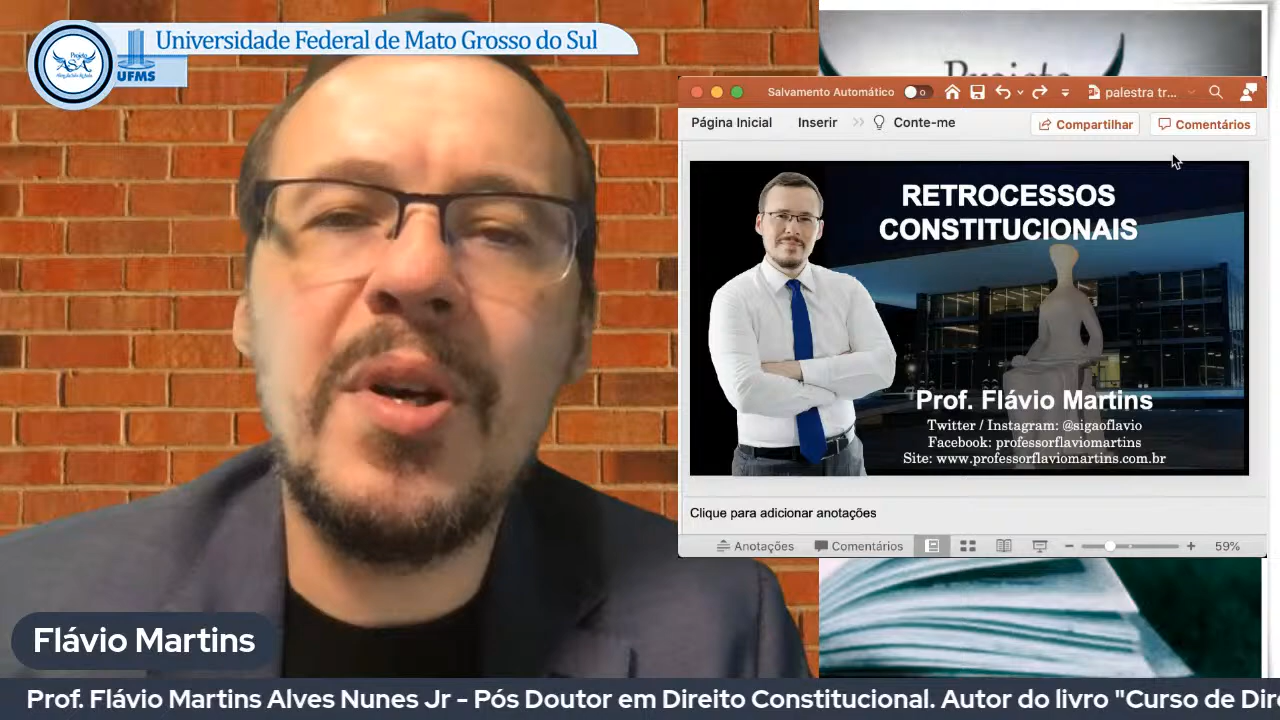 Universidade Federal de Mato Grosso do Sul
Projeto
UFMS
Projeto
Salvamento Automático
palestra tr...
Página Inicial
Inserir
Conte-me
Compartilhar
Comentários
RETROCESSOS
CONSTITUCIONAIS
Prof. Flávio Martins
Twitter / Instagram: @sigaoflavio
Facebook: professorflaviomartins
Site: www.professorflaviomartins.com.br
Clique para adicionar anotações
Anotações
Comentários
59%
Flávio Martins
Prof. Flávio Martins Alves Nunes Jr - Pós Doutor em Direito Constitucional. Autor do livro "Curso de Dire